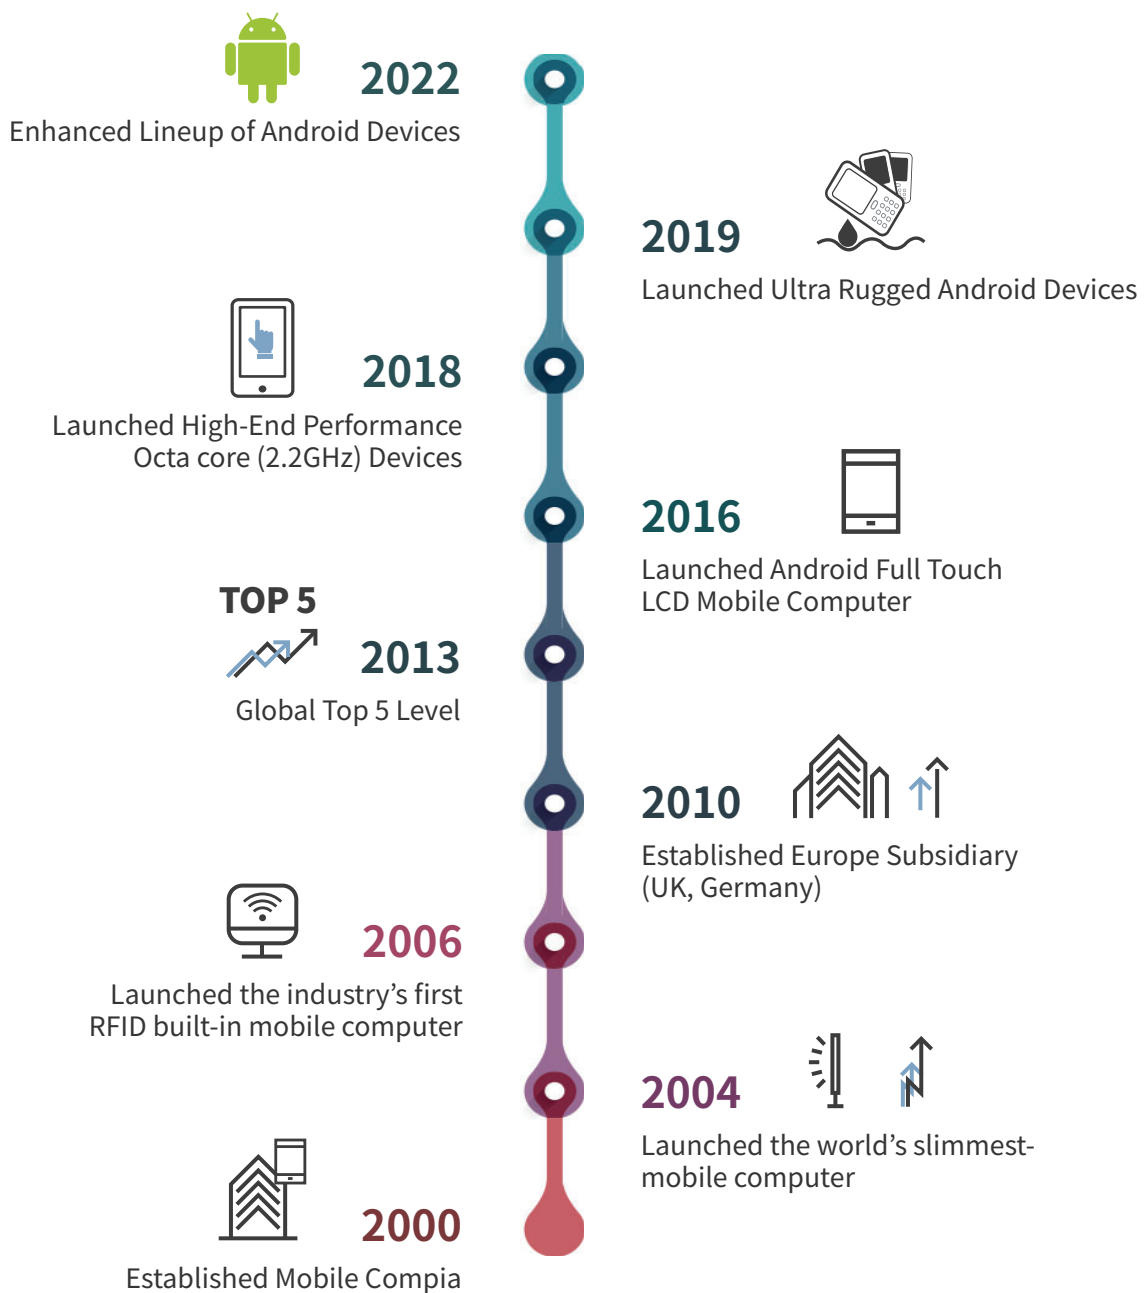 2022
Enhanced Lineup of Android Devices
2019
Launched Ultra Rugged Android Devices
2018
Launched High-End Performance
Octa core (2.2GHz) Devices
2016
Launched Android Full Touch
LCD Mobile Computer
TOP 5
2013
Global Top 5 Level
2010
Established Europe Subsidiary
(UK, Germany)
2006
Launched the industry’s first
RFID built-in mobile computer
2004
Launched the world’s slimmest-
mobile computer
2000
Established Mobile Compia